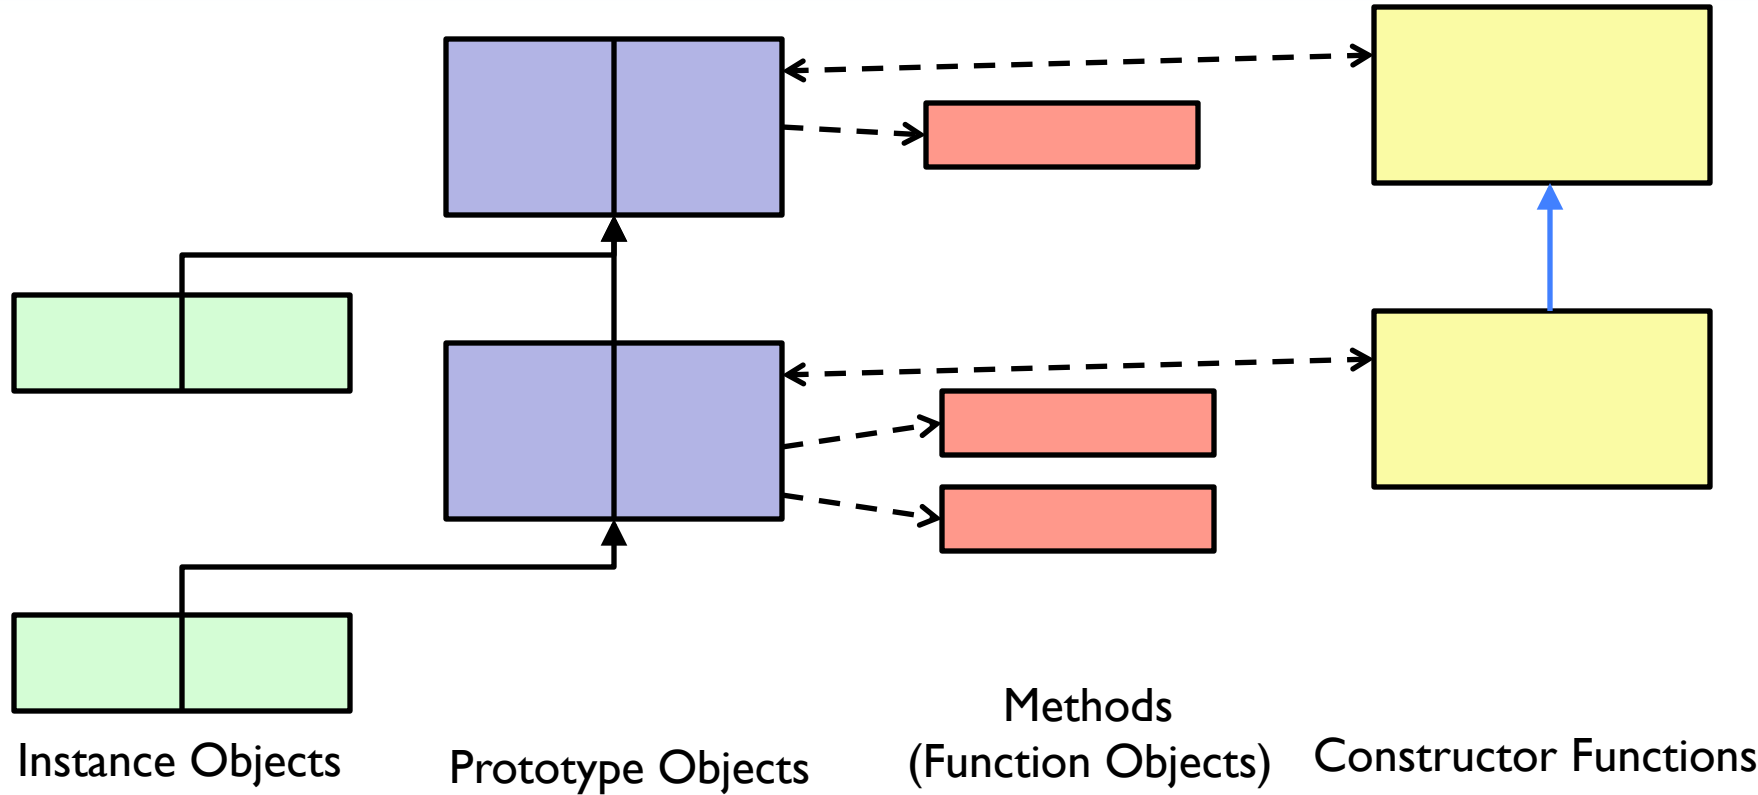 Instance Objects
Prototype Objects
Methods
(Function Objects)
Constructor Functions